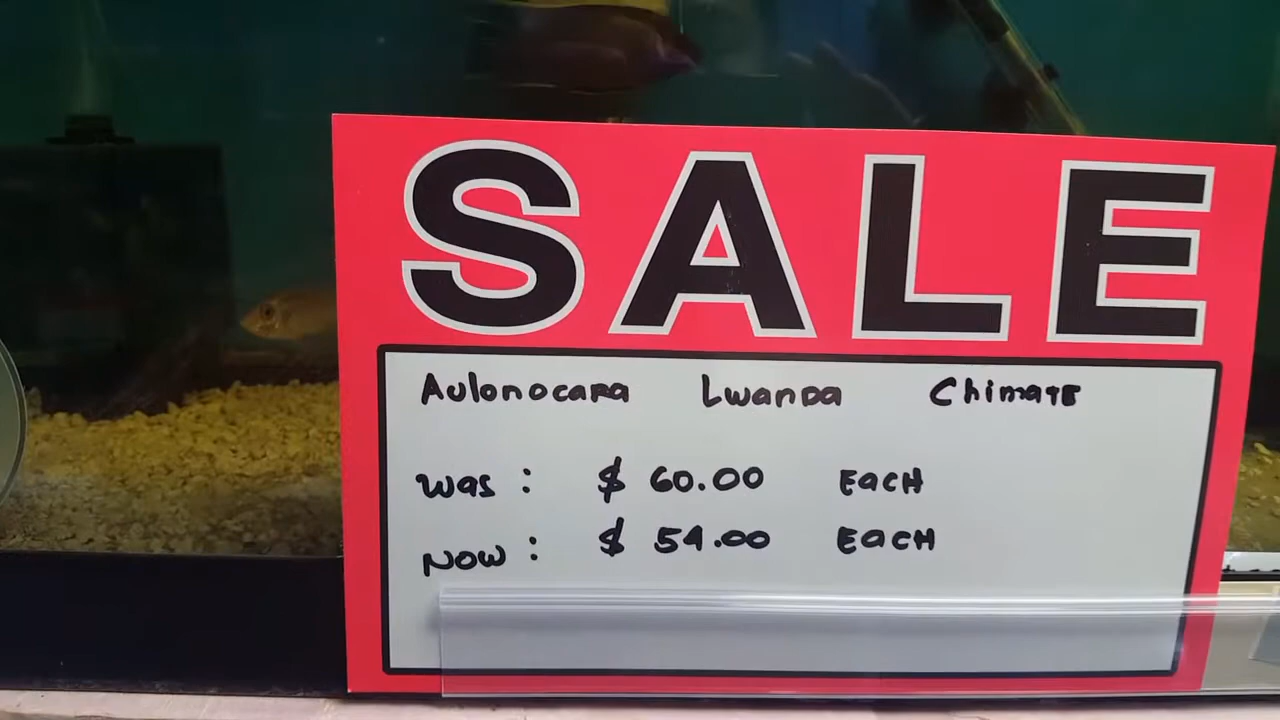 SALE
Aulonocara Lwanda Chimate
was: $ 60.00 EACH
NOW: $ 54.00 EACH